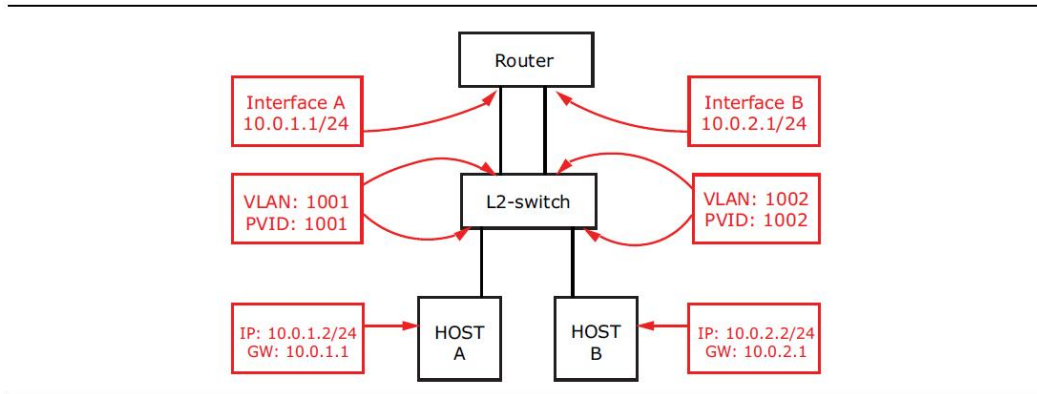 Router
Interface A
10.0.1.1/24
Interface B
10.0.2.1/24
VLAN: 1001
PVID: 1001
L2-switch
VLAN: 1002
PVID: 1002
IP: 10.0.1.2/24
GW: 10.0.1.1
HOST
A
HOST
B
IP: 10.0.2.2/24
GW: 10.0.2.1